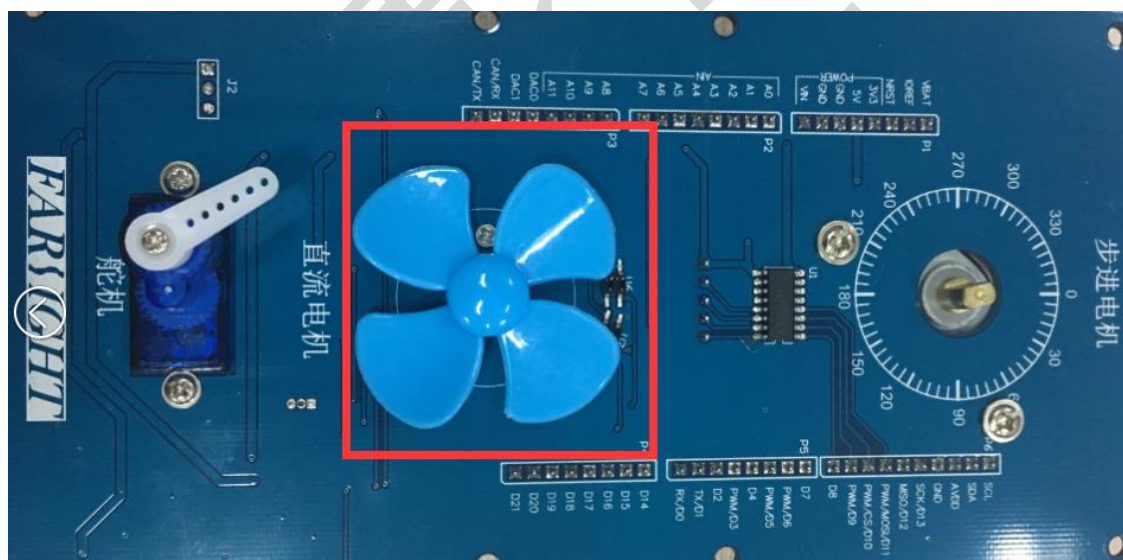 J2
CAN/TX
CAN/RX
DAC1
DAC0
A11
A10
A9
A8
P3
AIN
A7
A6
A5
A4
A3
A2
A1
A0
P2
POWER
VIN
GND
GND
5V
3V3
NRST
IOREF
VBAT
P1
FARSIGHT
舵机
直流电机
U1
步进电机
0
30
90
120
150
180
210
240
270
300
330
D21
D20
D19
D18
D17
D16
D15
D14
RX/D0
TX/D1
D2
PWM/D3
D4
PWM/D5
PWM/D6
D7
P5
D8
PWM/D9
PWM/CS/D10
PWM/MOSI/D11
MISO/D12
SCK/D13
GND
AVDD
SDA
SCL
P6